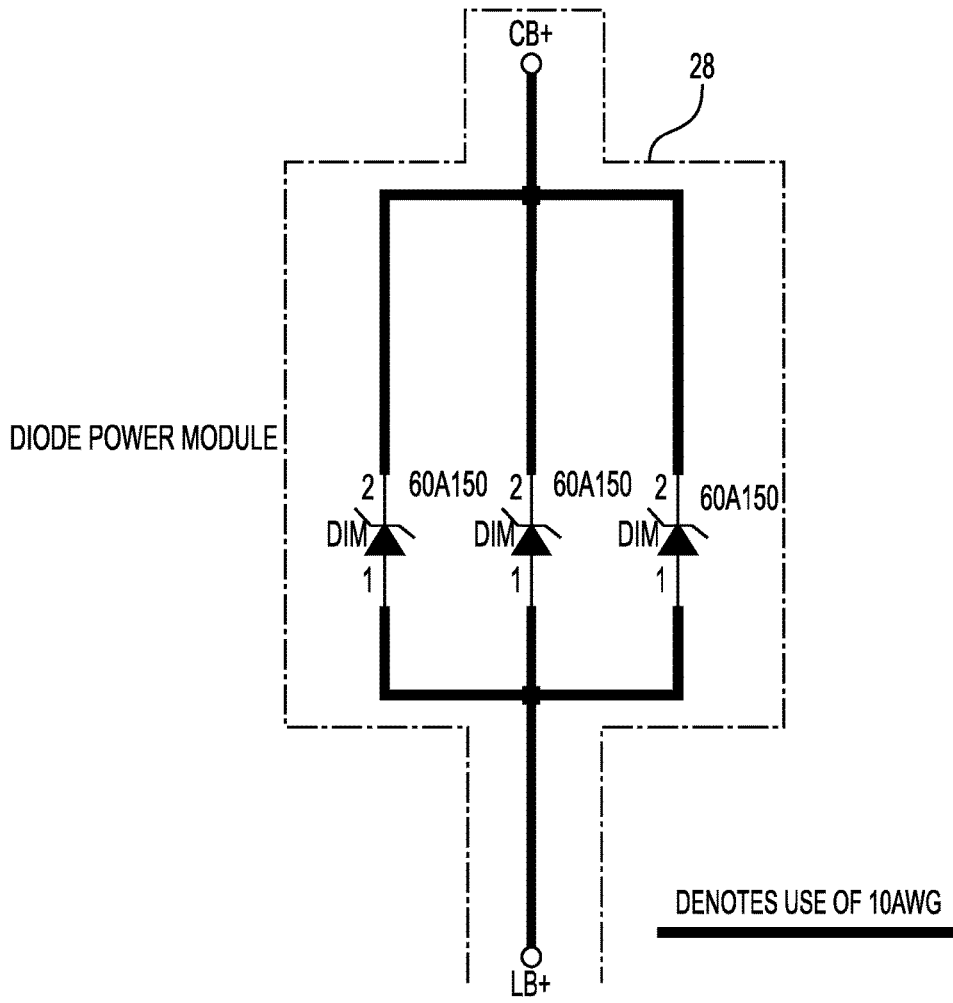 CB+
28
DIODE POWER MODULE
2 60A150 2 60A150 2 60A150
DIM DIM DIM
1 1 1
DENOTES USE OF 10AWG
LB+